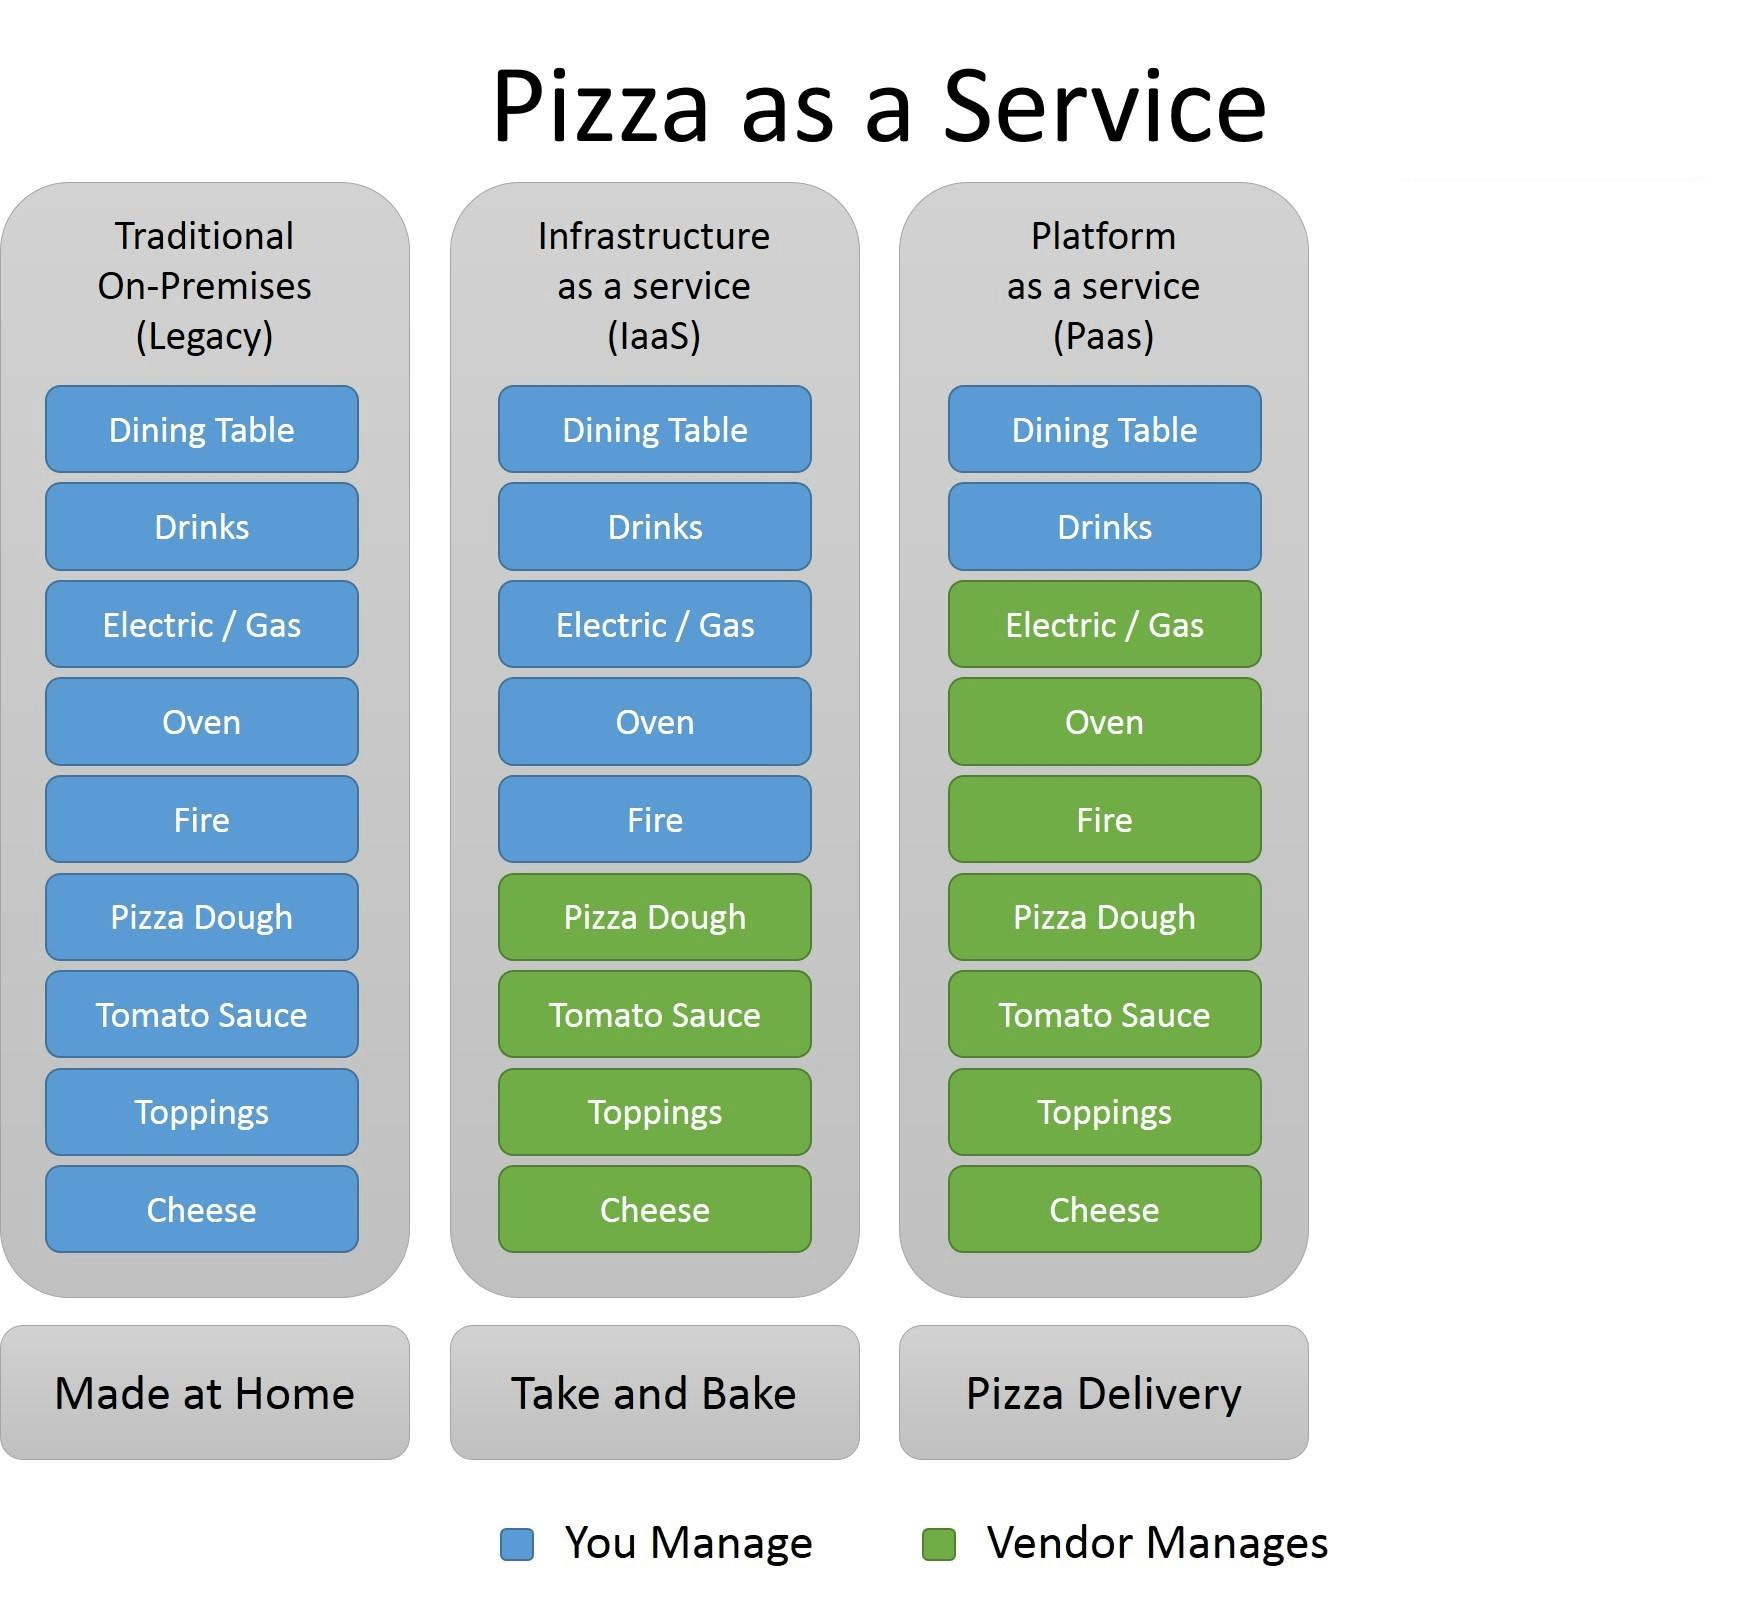 Pizza as a Service
Traditional
On-Premises
(Legacy)
Dining Table
Drinks
Electric / Gas
Oven
Fire
Pizza Dough
Tomato Sauce
Toppings
Cheese
Made at Home
Infrastructure
as a service
(IaaS)
Dining Table
Drinks
Electric / Gas
Oven
Fire
Pizza Dough
Tomato Sauce
Toppings
Cheese
Take and Bake
Platform
as a service
(Paas)
Dining Table
Drinks
Electric / Gas
Oven
Fire
Pizza Dough
Tomato Sauce
Toppings
Cheese
Pizza Delivery
You Manage
Vendor Manages